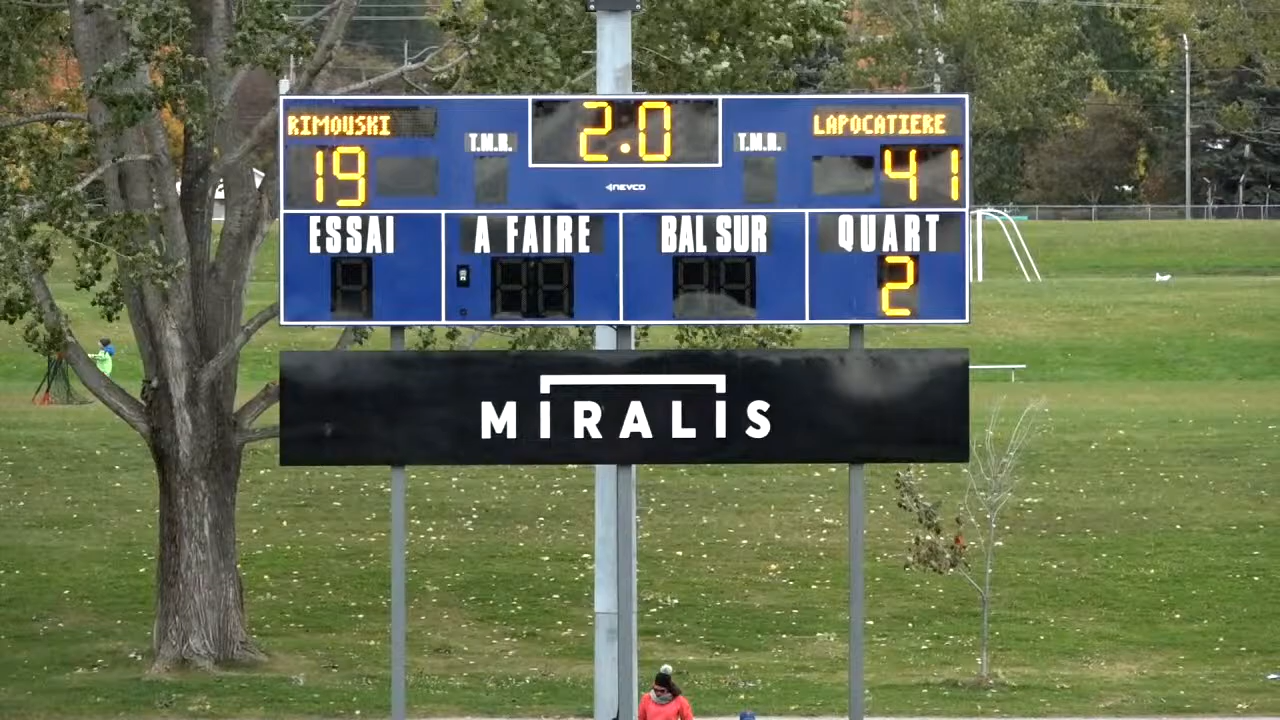 RIMOUSKI
T.M.R.
2.0
T.M.R.
LAPOCATIERE
19
NEVCO
41
ESSAI
A FAIRE
BAL SUR
QUART
2
MIRALIS